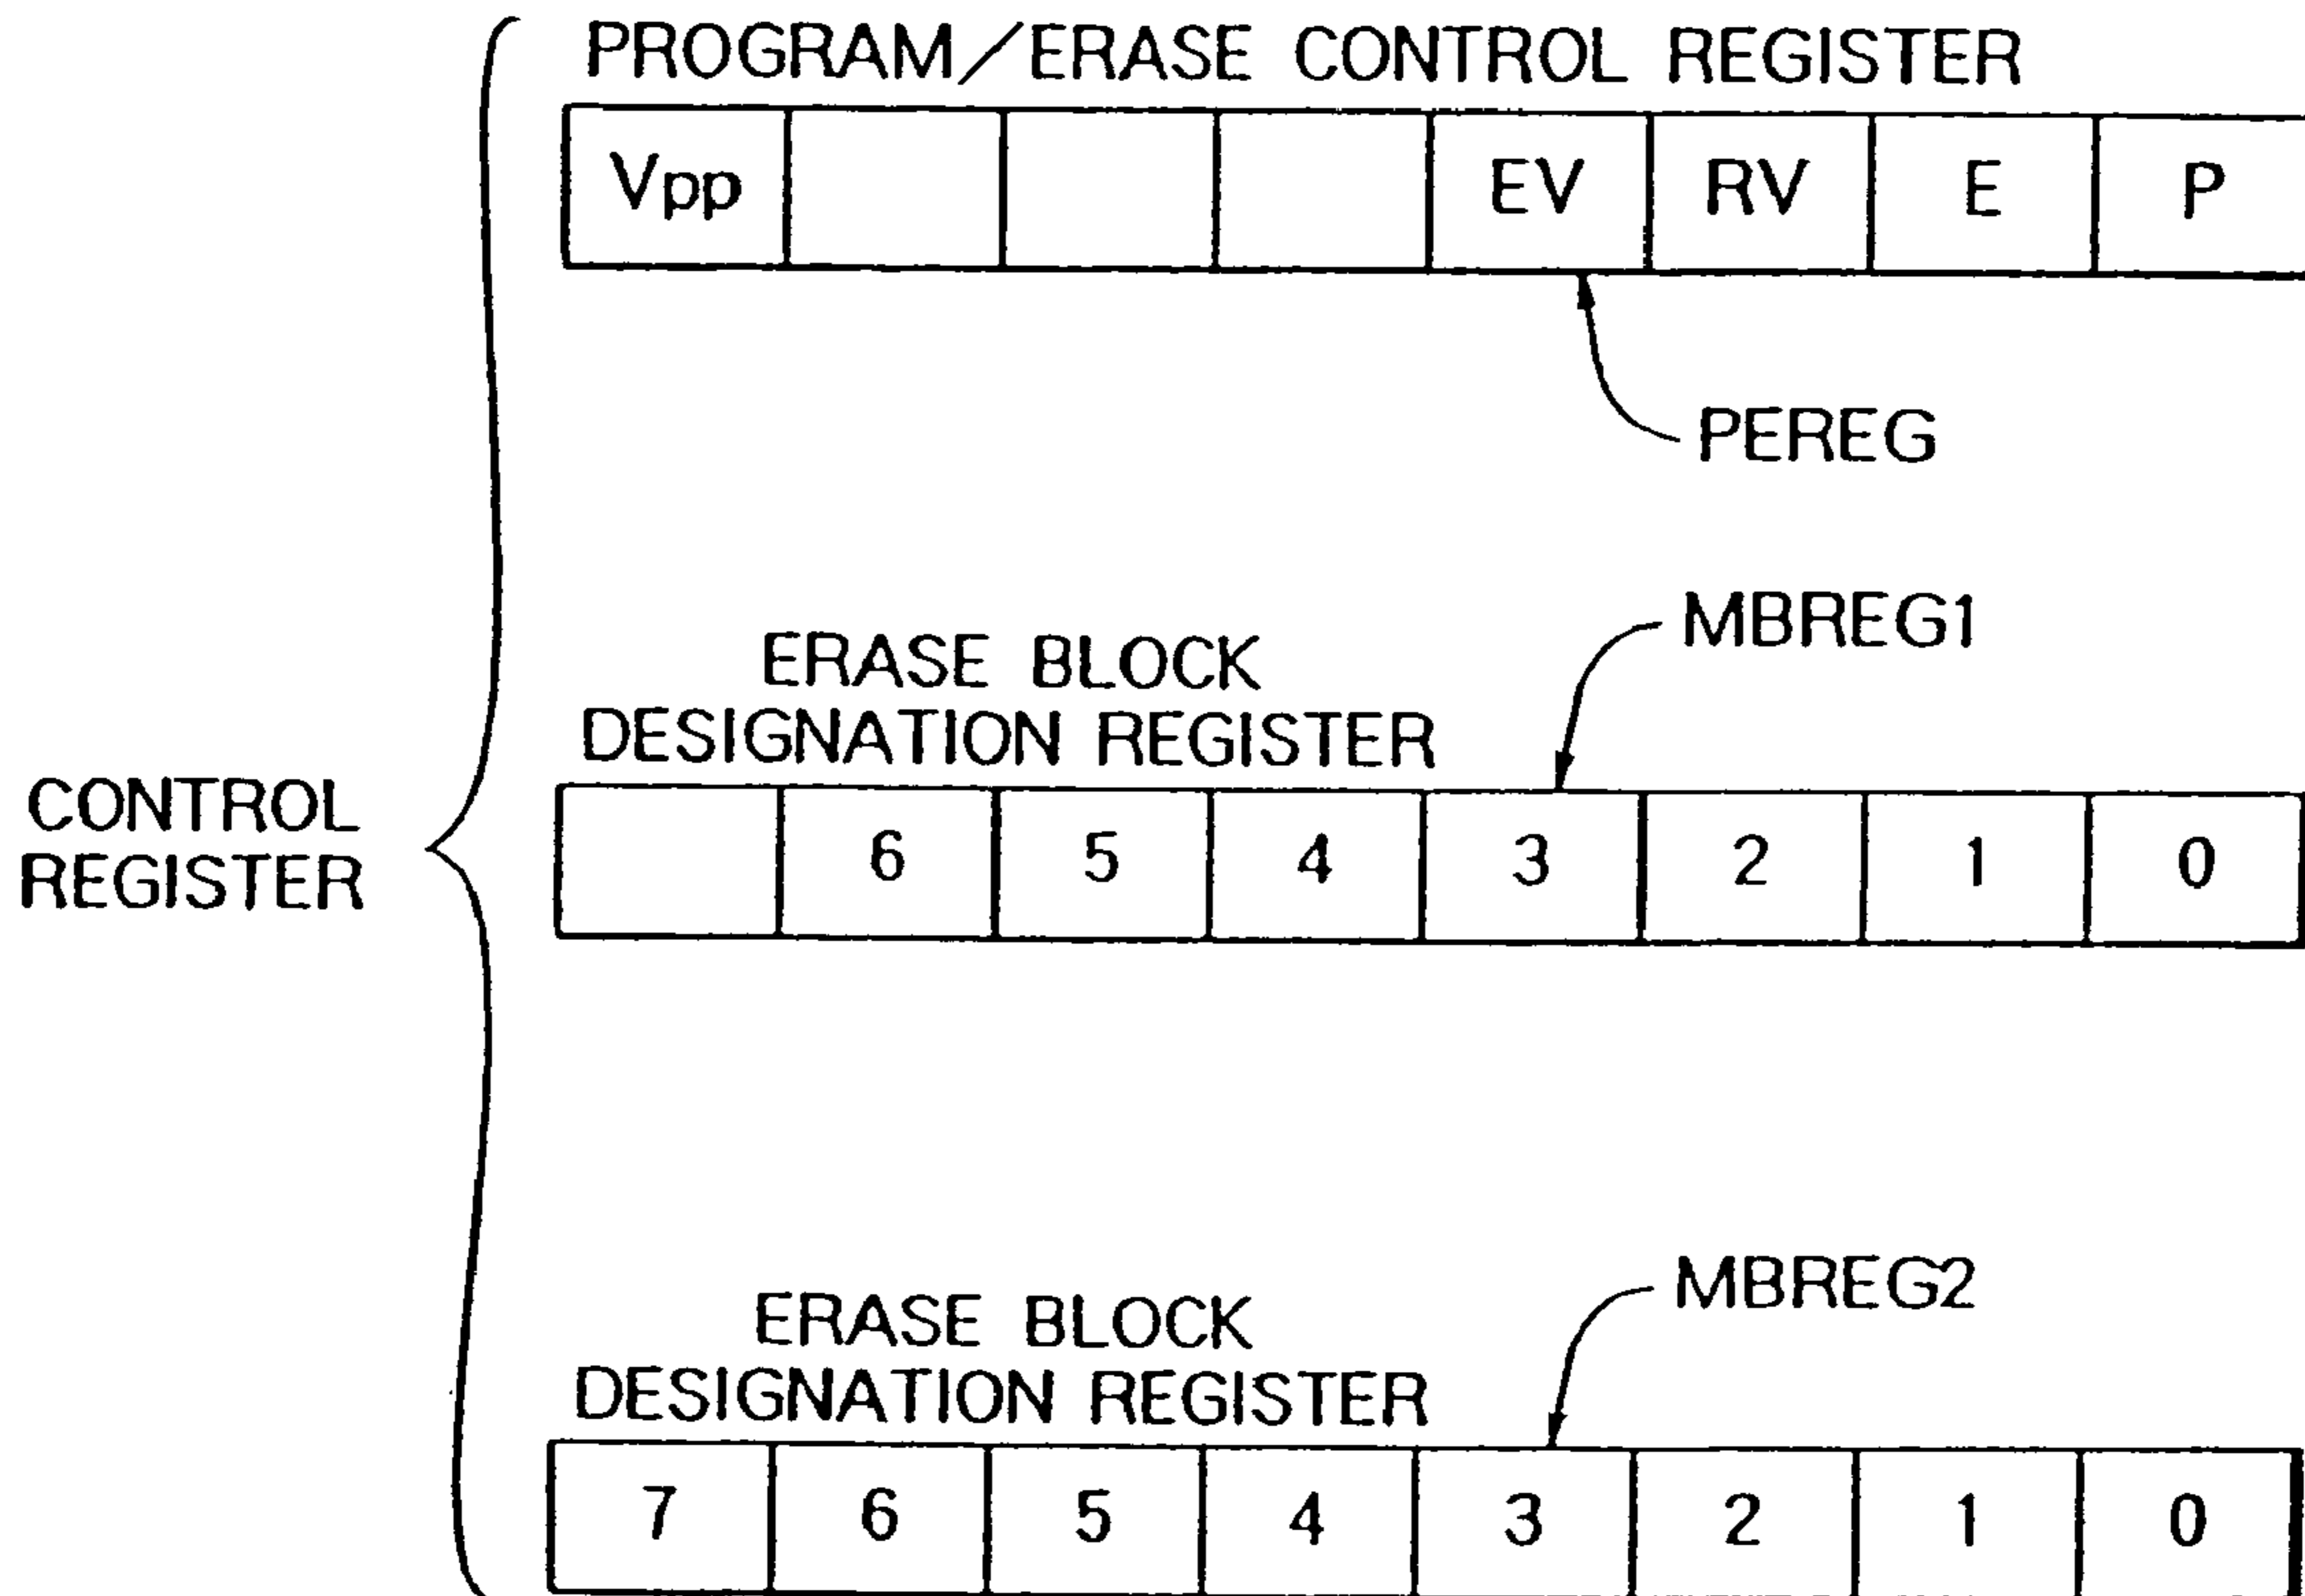 PROGRAM/ERASE CONTROL REGISTER
Vpp EV RV E P
PEREG
MBREG1
ERASE BLOCK
DESIGNATION REGISTER
6 5 4 3 2 1 0
CONTROL
REGISTER
MBREG2
ERASE BLOCK
DESIGNATION REGISTER
7 6 5 4 3 2 1 0